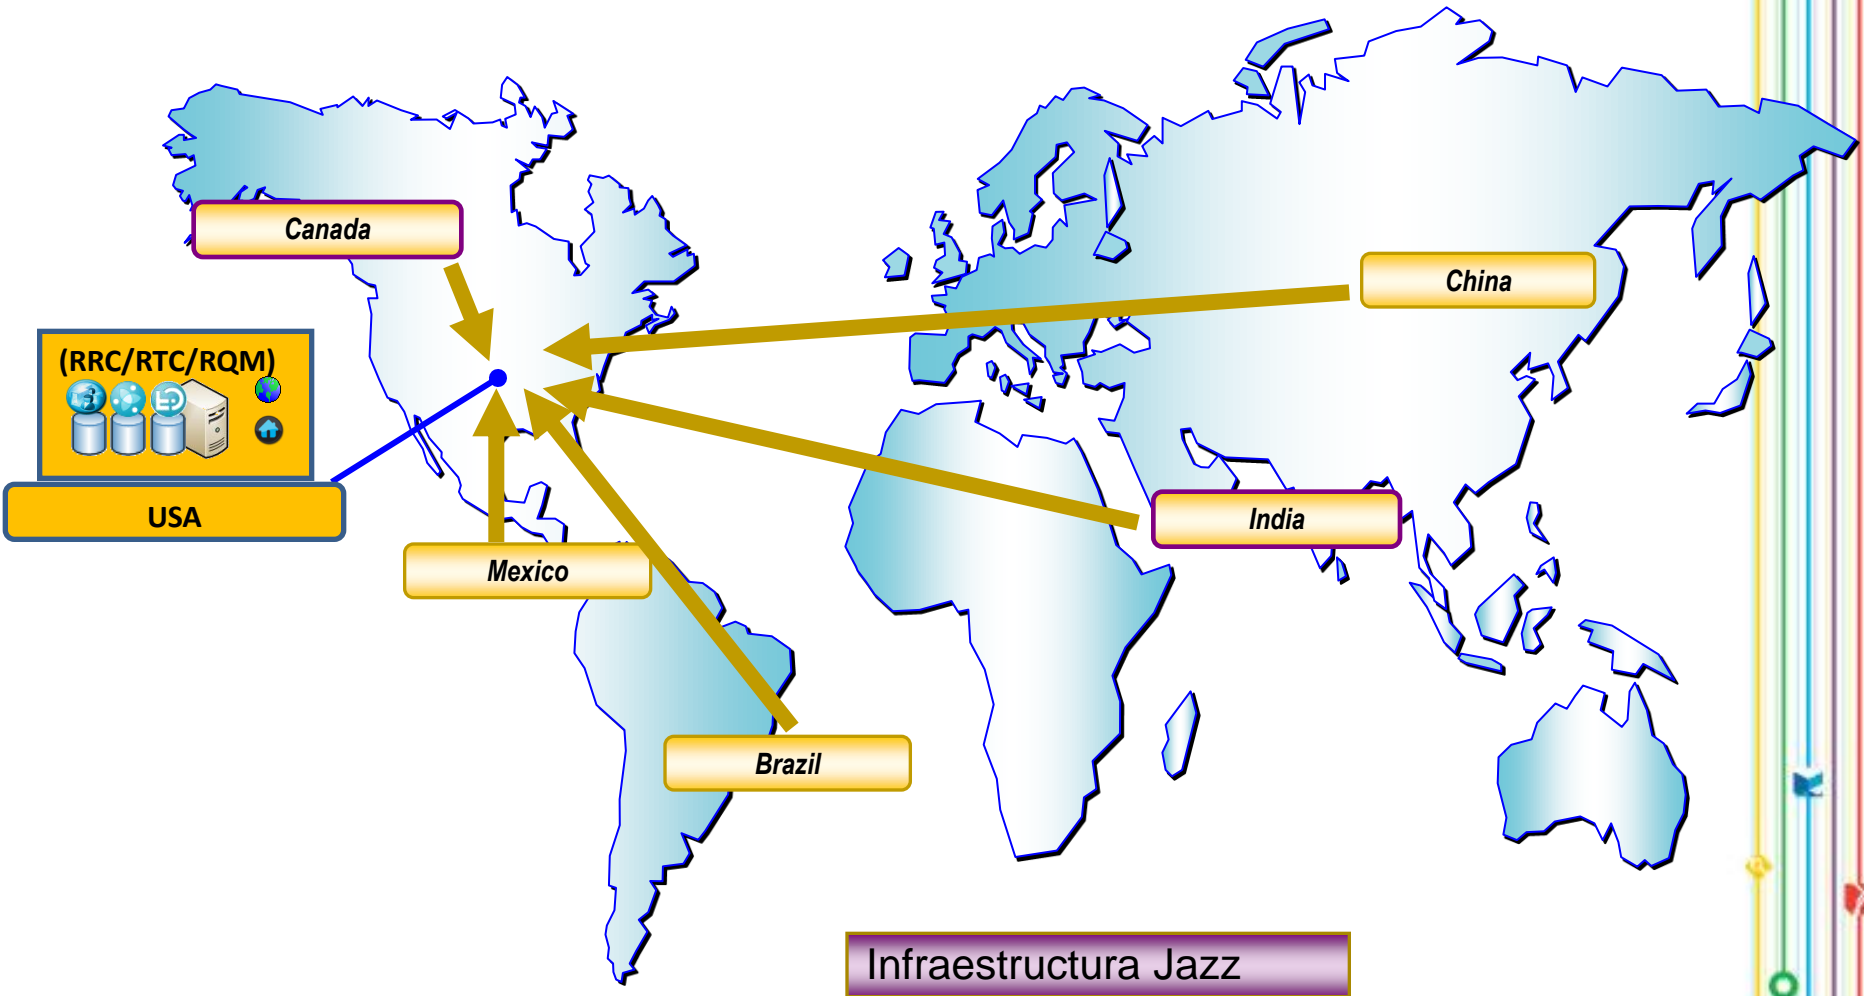 Canada
China
(RRC/RTC/RQM)
USA
India
Mexico
Brazil
Infraestructura Jazz